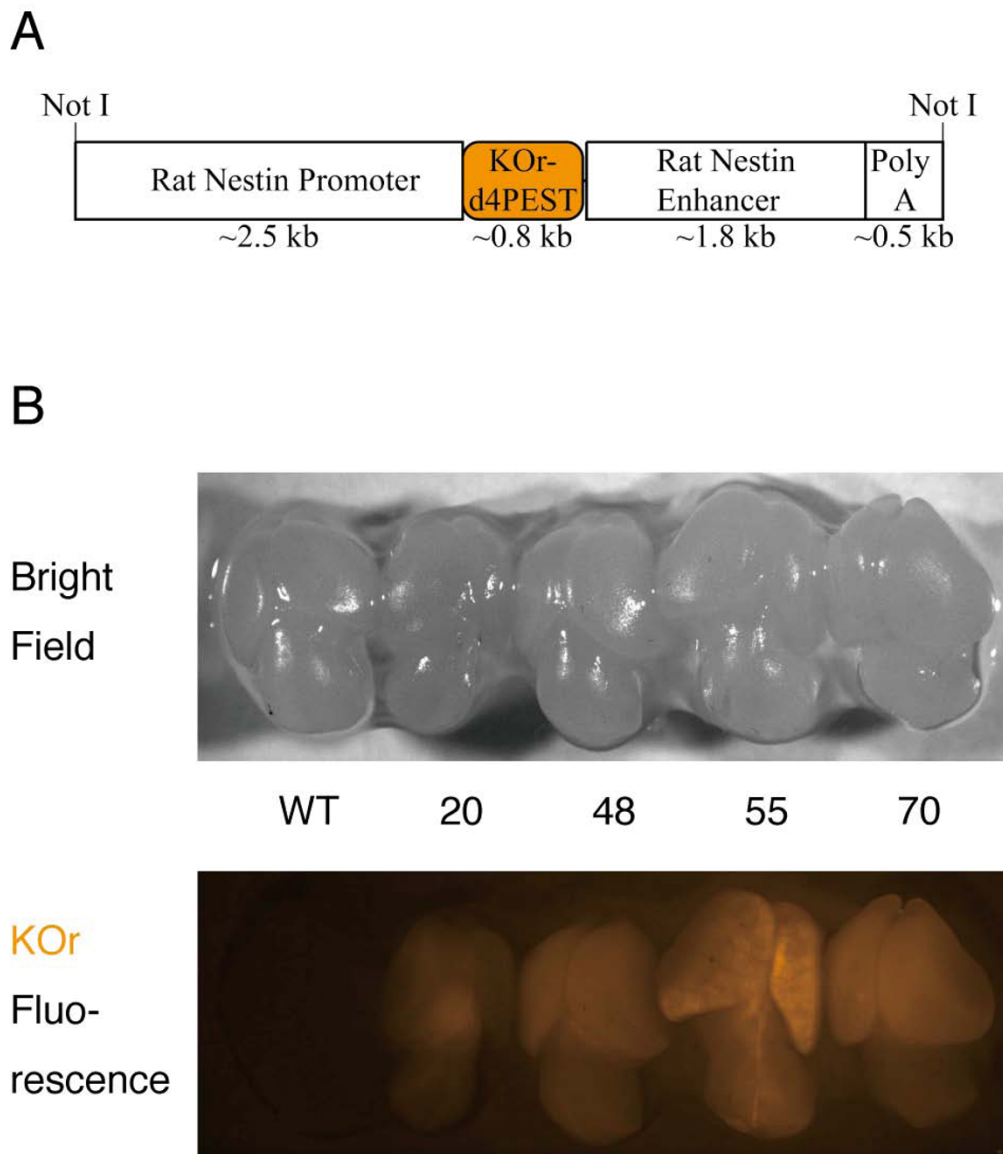 A
Not I Not I
Rat Nestin Promoter KOr- Rat Nestin Poly
d4PEST Enhancer A
~2.5 kb ~0.8 kb ~1.8 kb ~0.5 kb
B
Bright
Field
WT 20 48 55 70
KOr
Fluo-
rescence